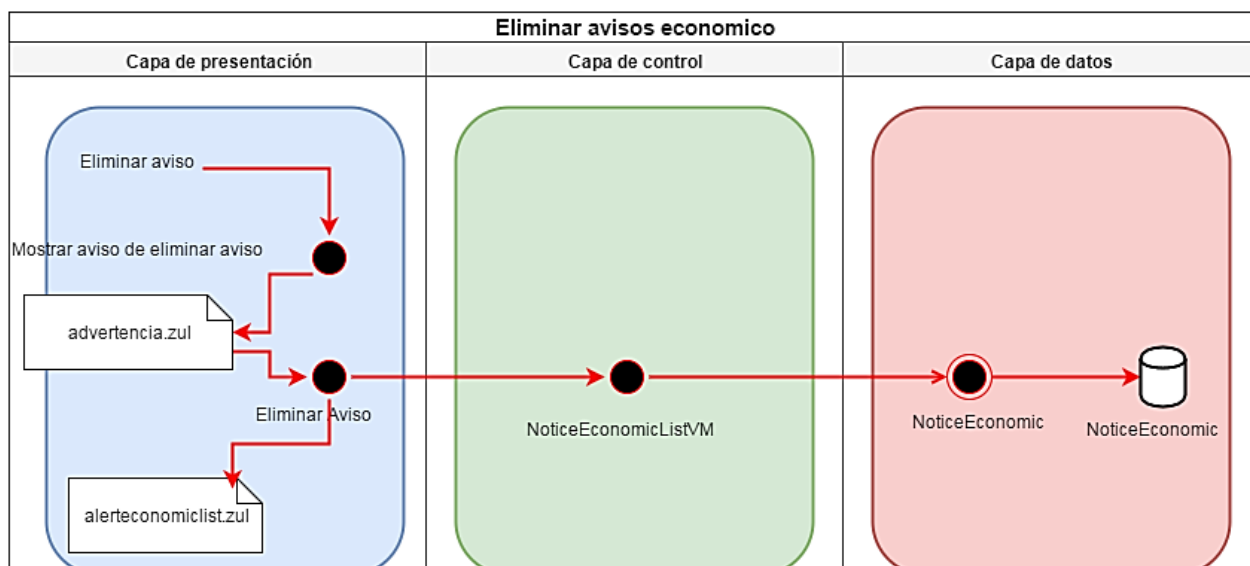 Eliminar avisos economico
Capa de presentación
Capa de control
Capa de datos
Eliminar aviso
Mostrar aviso de eliminar aviso
advertencia.zul
Eliminar Aviso
NoticeEconomicListVM
NoticeEconomic
NoticeEconomic
alerteconomiclist.zul